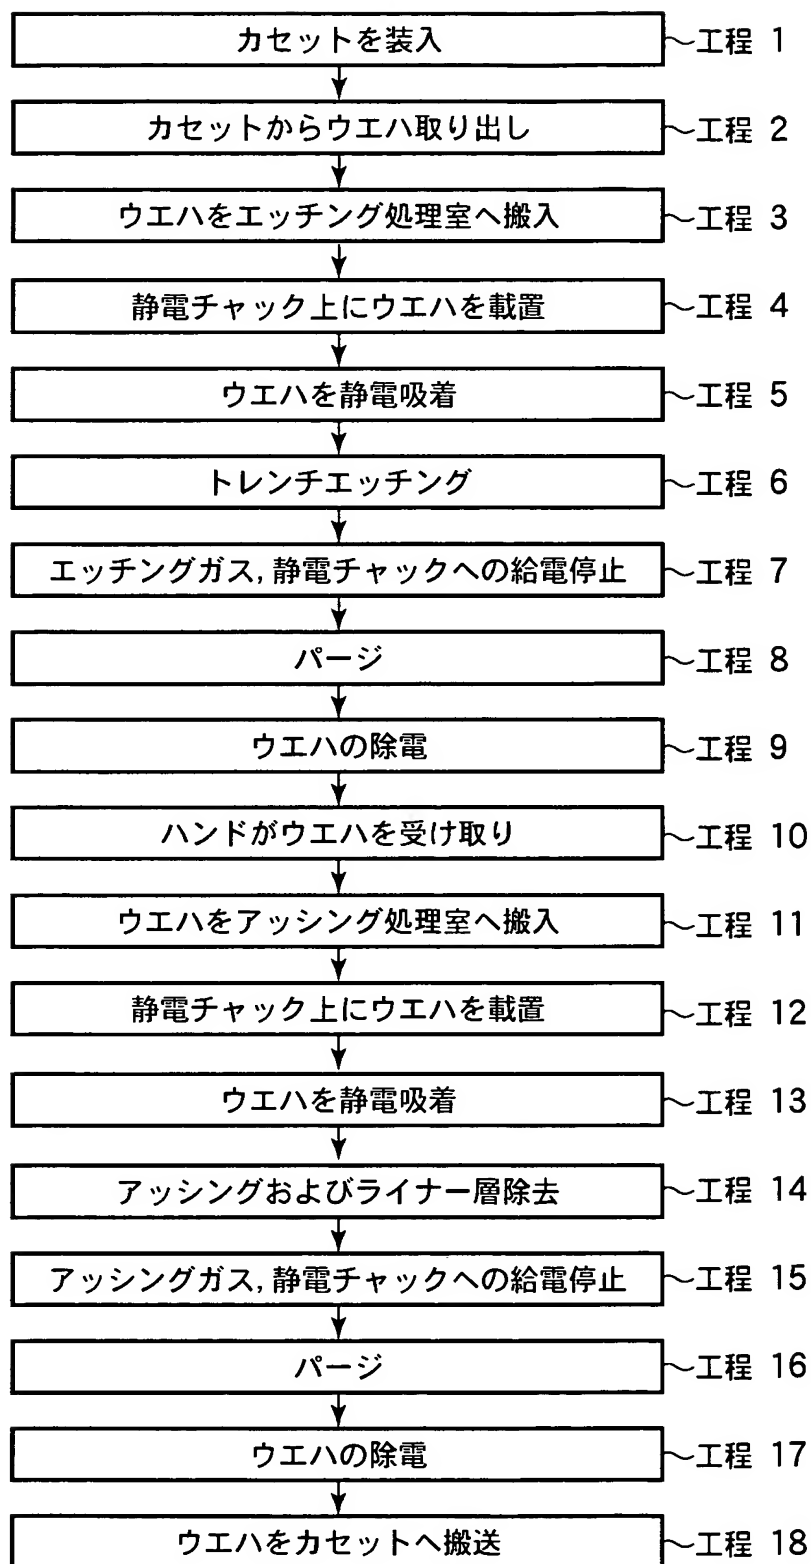 カセットを装入 工程 1
カセットからウエハ取り出し 工程 2
ウエハをエッチング処理室へ搬入 工程 3
静電チャック上にウエハを載置 工程 4
ウエハを静電吸着 工程 5
トレンチエッチング 工程 6
エッチングガス,静電チャックへの給電停止 工程 7
パージ 工程 8
ウエハの除電 工程 9
ハンドがウエハを受け取り 工程 10
ウエハをアッシング処理室へ搬入 工程 11
静電チャック上にウエハを載置 工程 12
ウエハを静電吸着 工程 13
アッシングおよびライナー層除去 工程 14
アッシングガス,静電チャックへの給電停止 工程 15
パージ 工程 16
ウエハの除電 工程 17
ウエハをカセットへ搬送 工程 18